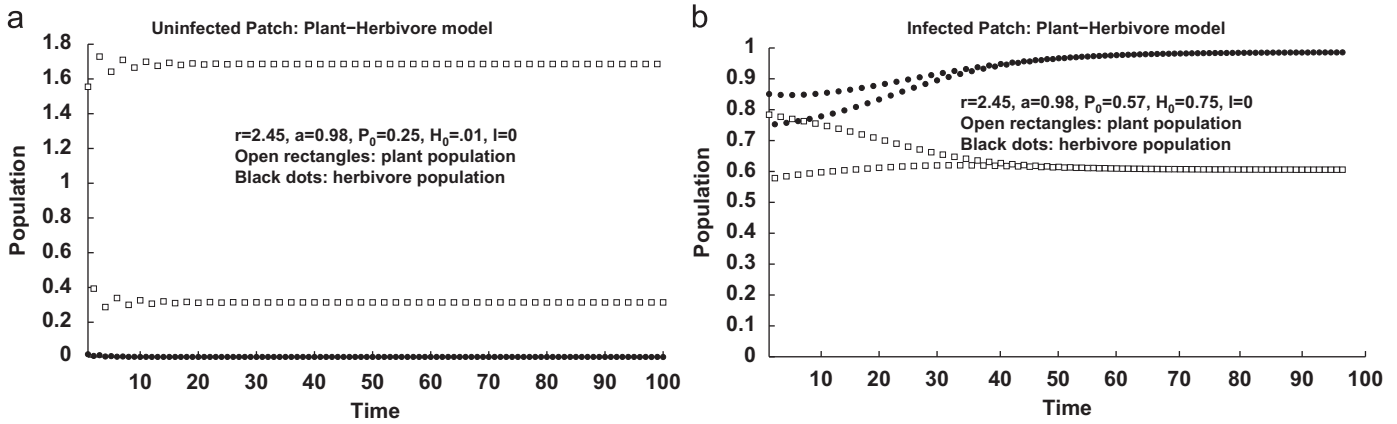 a
Uninfected Patch: Plant−Herbivore model
1.8
1.6
1.4
1.2
1
0.8
0.6
0.4
0.2
0
Population
r=2.45, a=0.98, P0=0.25, H0=.01, I=0
Open rectangles: plant population
Black dots: herbivore population
10 20 30 40 50 60 70 80 90 100
Time
b
Infected Patch: Plant−Herbivore model
1
0.9
0.8
0.7
0.6
0.5
0.4
0.3
0.2
0.1
0
Population
r=2.45, a=0.98, P0=0.57, H0=0.75, I=0
Open rectangles: plant population
Black dots: herbivore population
10 20 30 40 50 60 70 80 90 100
Time